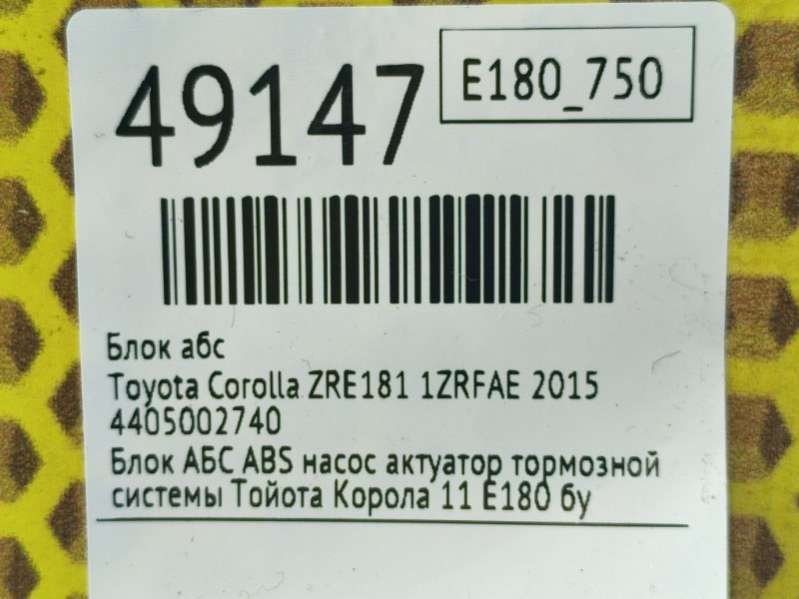 49147
E180_750
Блок абс
Toyota Corolla ZRE181 1ZRFAE 2015
4405002740
Блок АБС ABS насос актуатор тормозной
системы Тойота Корола 11 Е180 бу